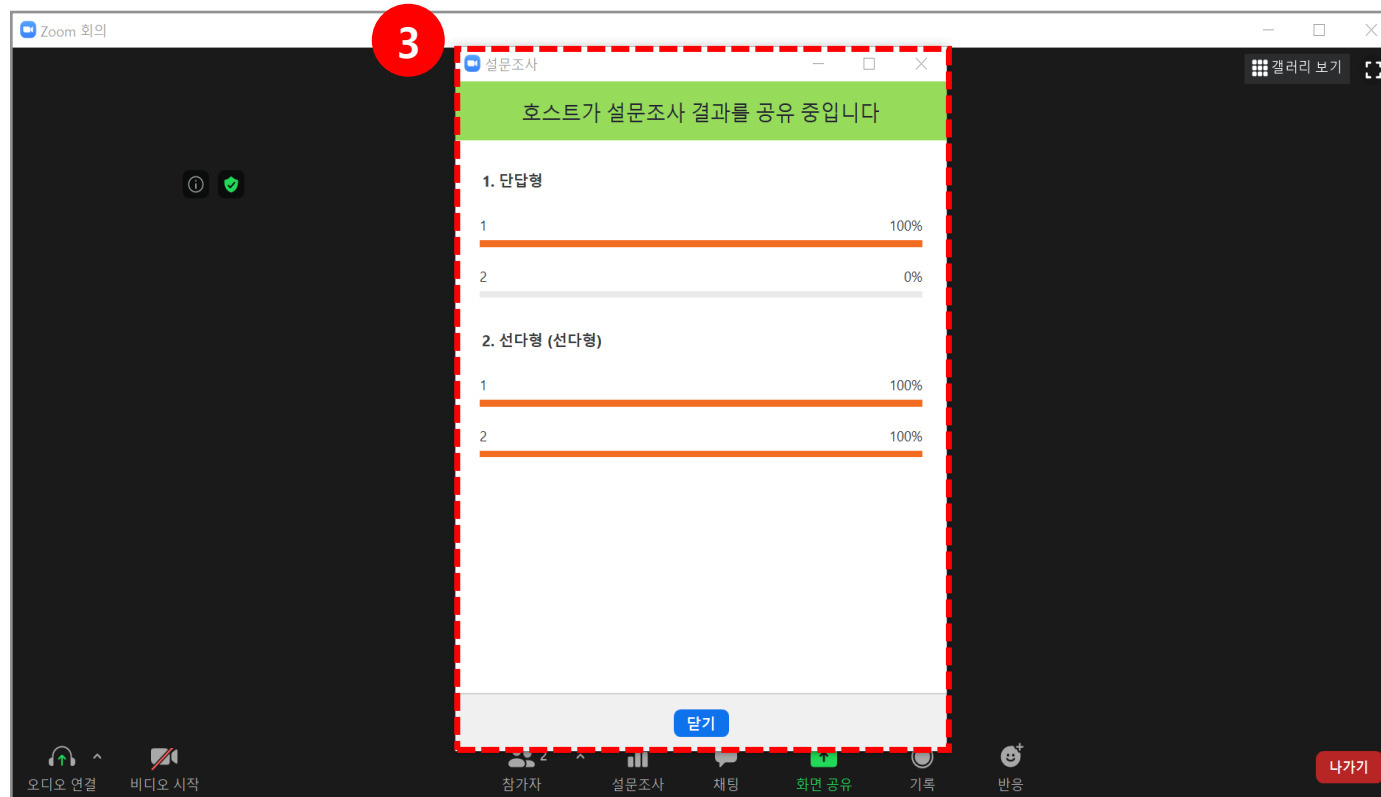 Zoom 회의
3
설문조사
갤러리 보기
호스트가 설문조사 결과를 공유 중입니다
1. 단답형
1 100%
2 0%
2. 선다형 (선다형)
1 100%
2 100%
닫기
2
오디오 연결 비디오 시작 참가자 설문조사 채팅 화면 공유 기록 반응 나가기